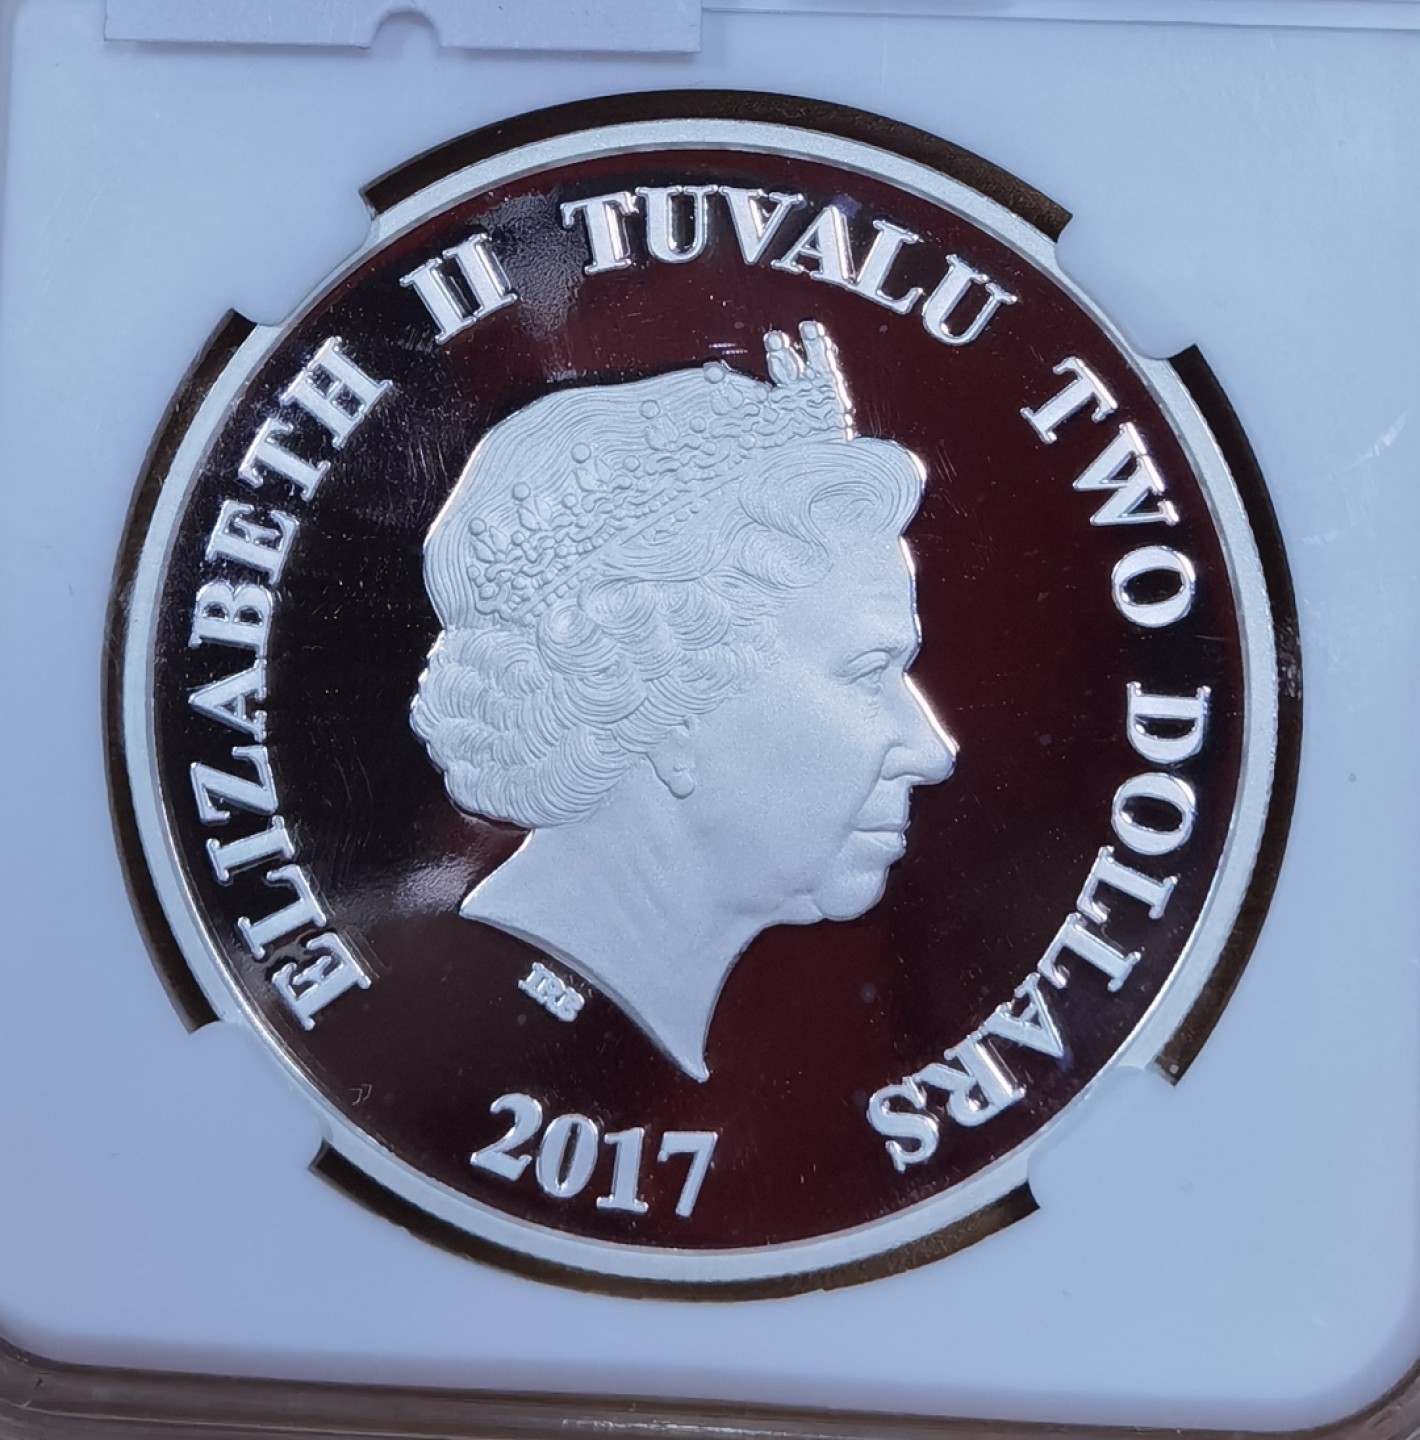 ELIZABETH II TUVALU TWO DOLLARS
IRB
2017